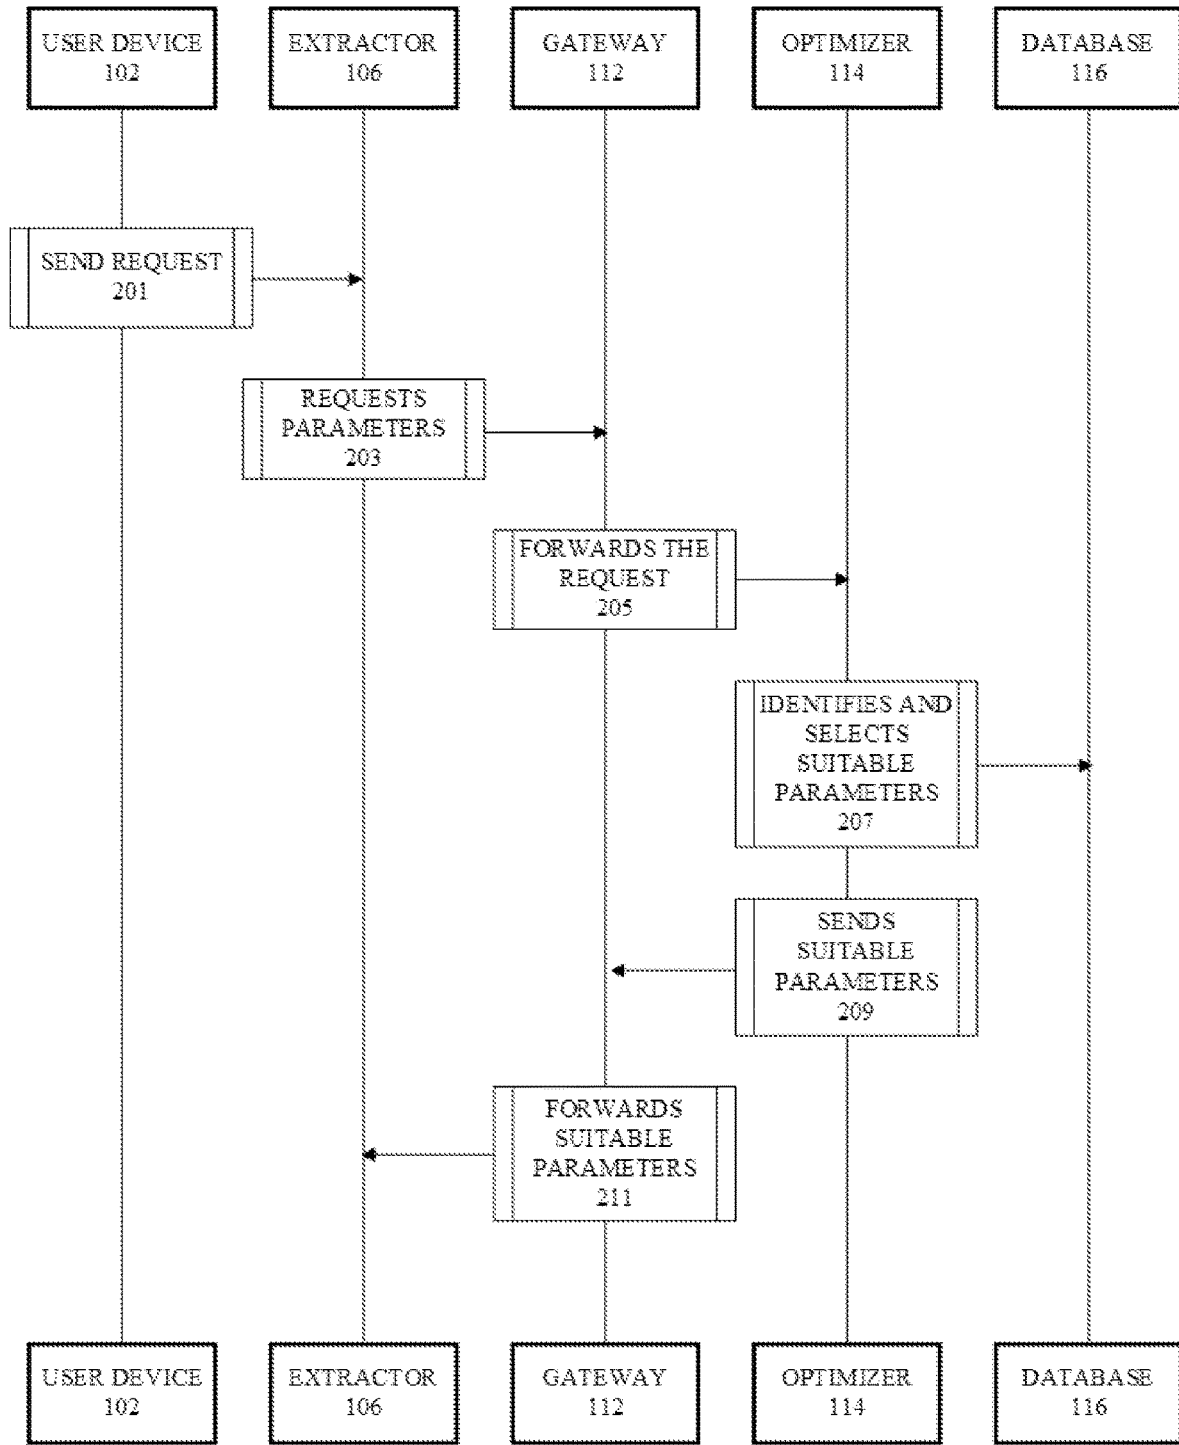 USER DEVICE
102
EXTRACTOR
106
GATEWAY
112
OPTIMIZER
114
DATABASE
116
SEND REQUEST
201
REQUESTS
PARAMETERS
203
FORWARDS THE
REQUEST
205
IDENTIFIES AND
SELECTS
SUITABLE
PARAMETERS
207
SENDS
SUITABLE
PARAMETERS
209
FORWARDS
SUITABLE
PARAMETERS
211
USER DEVICE
102
EXTRACTOR
106
GATEWAY
112
OPTIMIZER
114
DATABASE
116